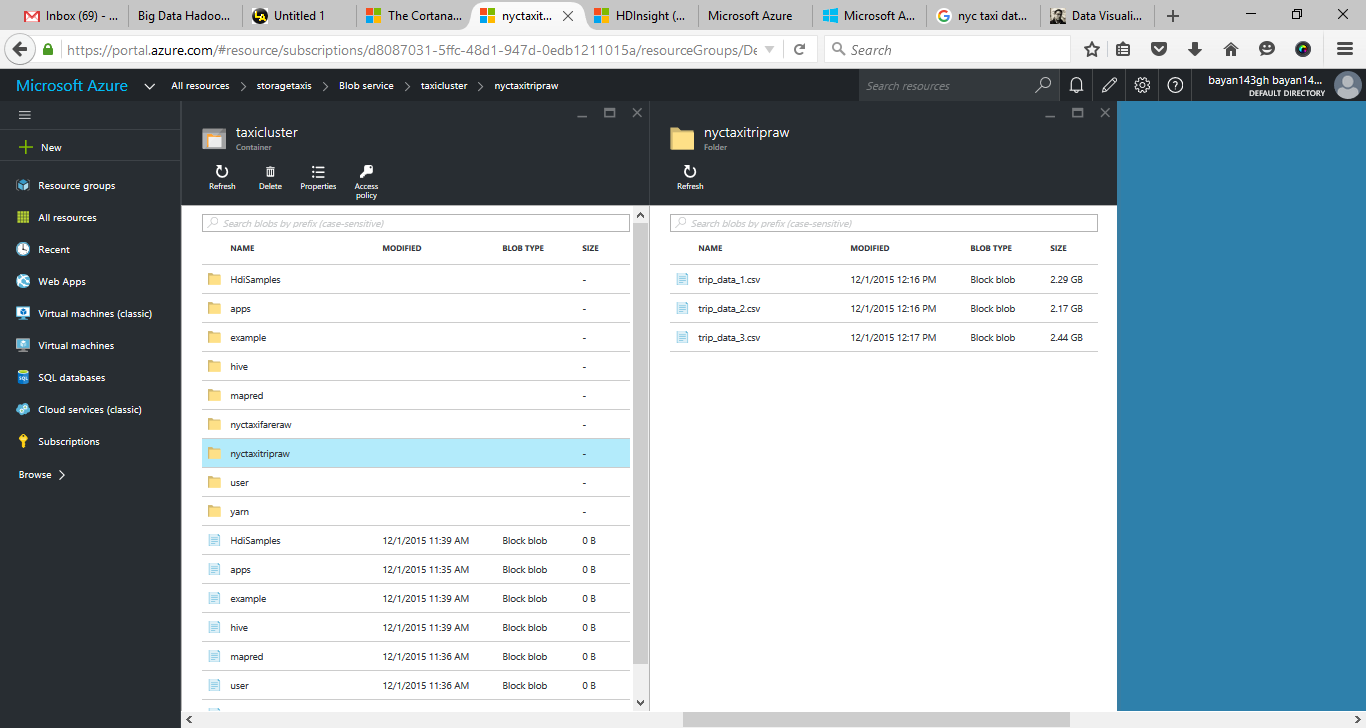 Inbox (69) - ...
Big Data Hadoo...
Untitled 1
The Cortana...
nyctaxit...
HDInsight (...
Microsoft Azure
Microsoft A...
nyc taxi dat...
Data Visuali...
https://portal.azure.com/#resource/subscriptions/d8087031-5ffc-48d1-947d-0edb1211015a/resourceGroups/De
Search
Microsoft Azure
All resources > storagetaxis > Blob service > taxicluster > nyctaxitripraw
Search resources
bayan143gh bayan14...
DEFAULT DIRECTORY
New
Resource groups
All resources
Recent
Web Apps
Virtual machines (classic)
Virtual machines
SQL databases
Cloud services (classic)
Subscriptions
Browse >
taxicluster
Container
Refresh
Delete
Properties
Access
policy
Search blobs by prefix (case-sensitive)
NAME MODIFIED BLOB TYPE SIZE
HdiSamples -
apps -
example -
hive -
mapred -
nyctaxifareraw -
nyctaxitripraw -
user -
yarn -
HdiSamples 12/1/2015 11:39 AM Block blob 0 B
apps 12/1/2015 11:35 AM Block blob 0 B
example 12/1/2015 11:39 AM Block blob 0 B
hive 12/1/2015 11:39 AM Block blob 0 B
mapred 12/1/2015 11:36 AM Block blob 0 B
user 12/1/2015 11:36 AM Block blob 0 B
nyctaxitripraw
Folder
Refresh
Search blobs by prefix (case-sensitive)
NAME MODIFIED BLOB TYPE SIZE
trip_data_1.csv 12/1/2015 12:16 PM Block blob 2.29 GB
trip_data_2.csv 12/1/2015 12:16 PM Block blob 2.17 GB
trip_data_3.csv 12/1/2015 12:17 PM Block blob 2.44 GB